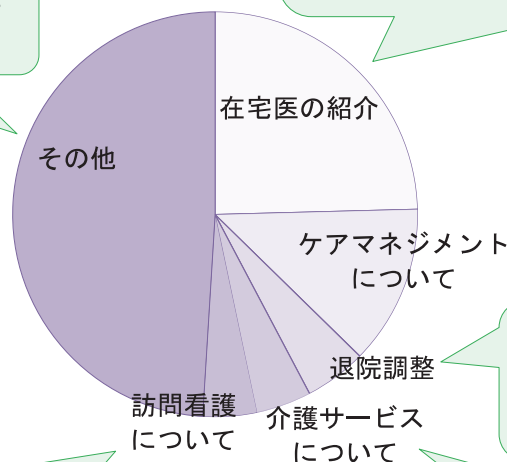 在宅医の紹介
その他
ケアマネジメント
について
退院調整
訪問看護
について
介護サービス
について